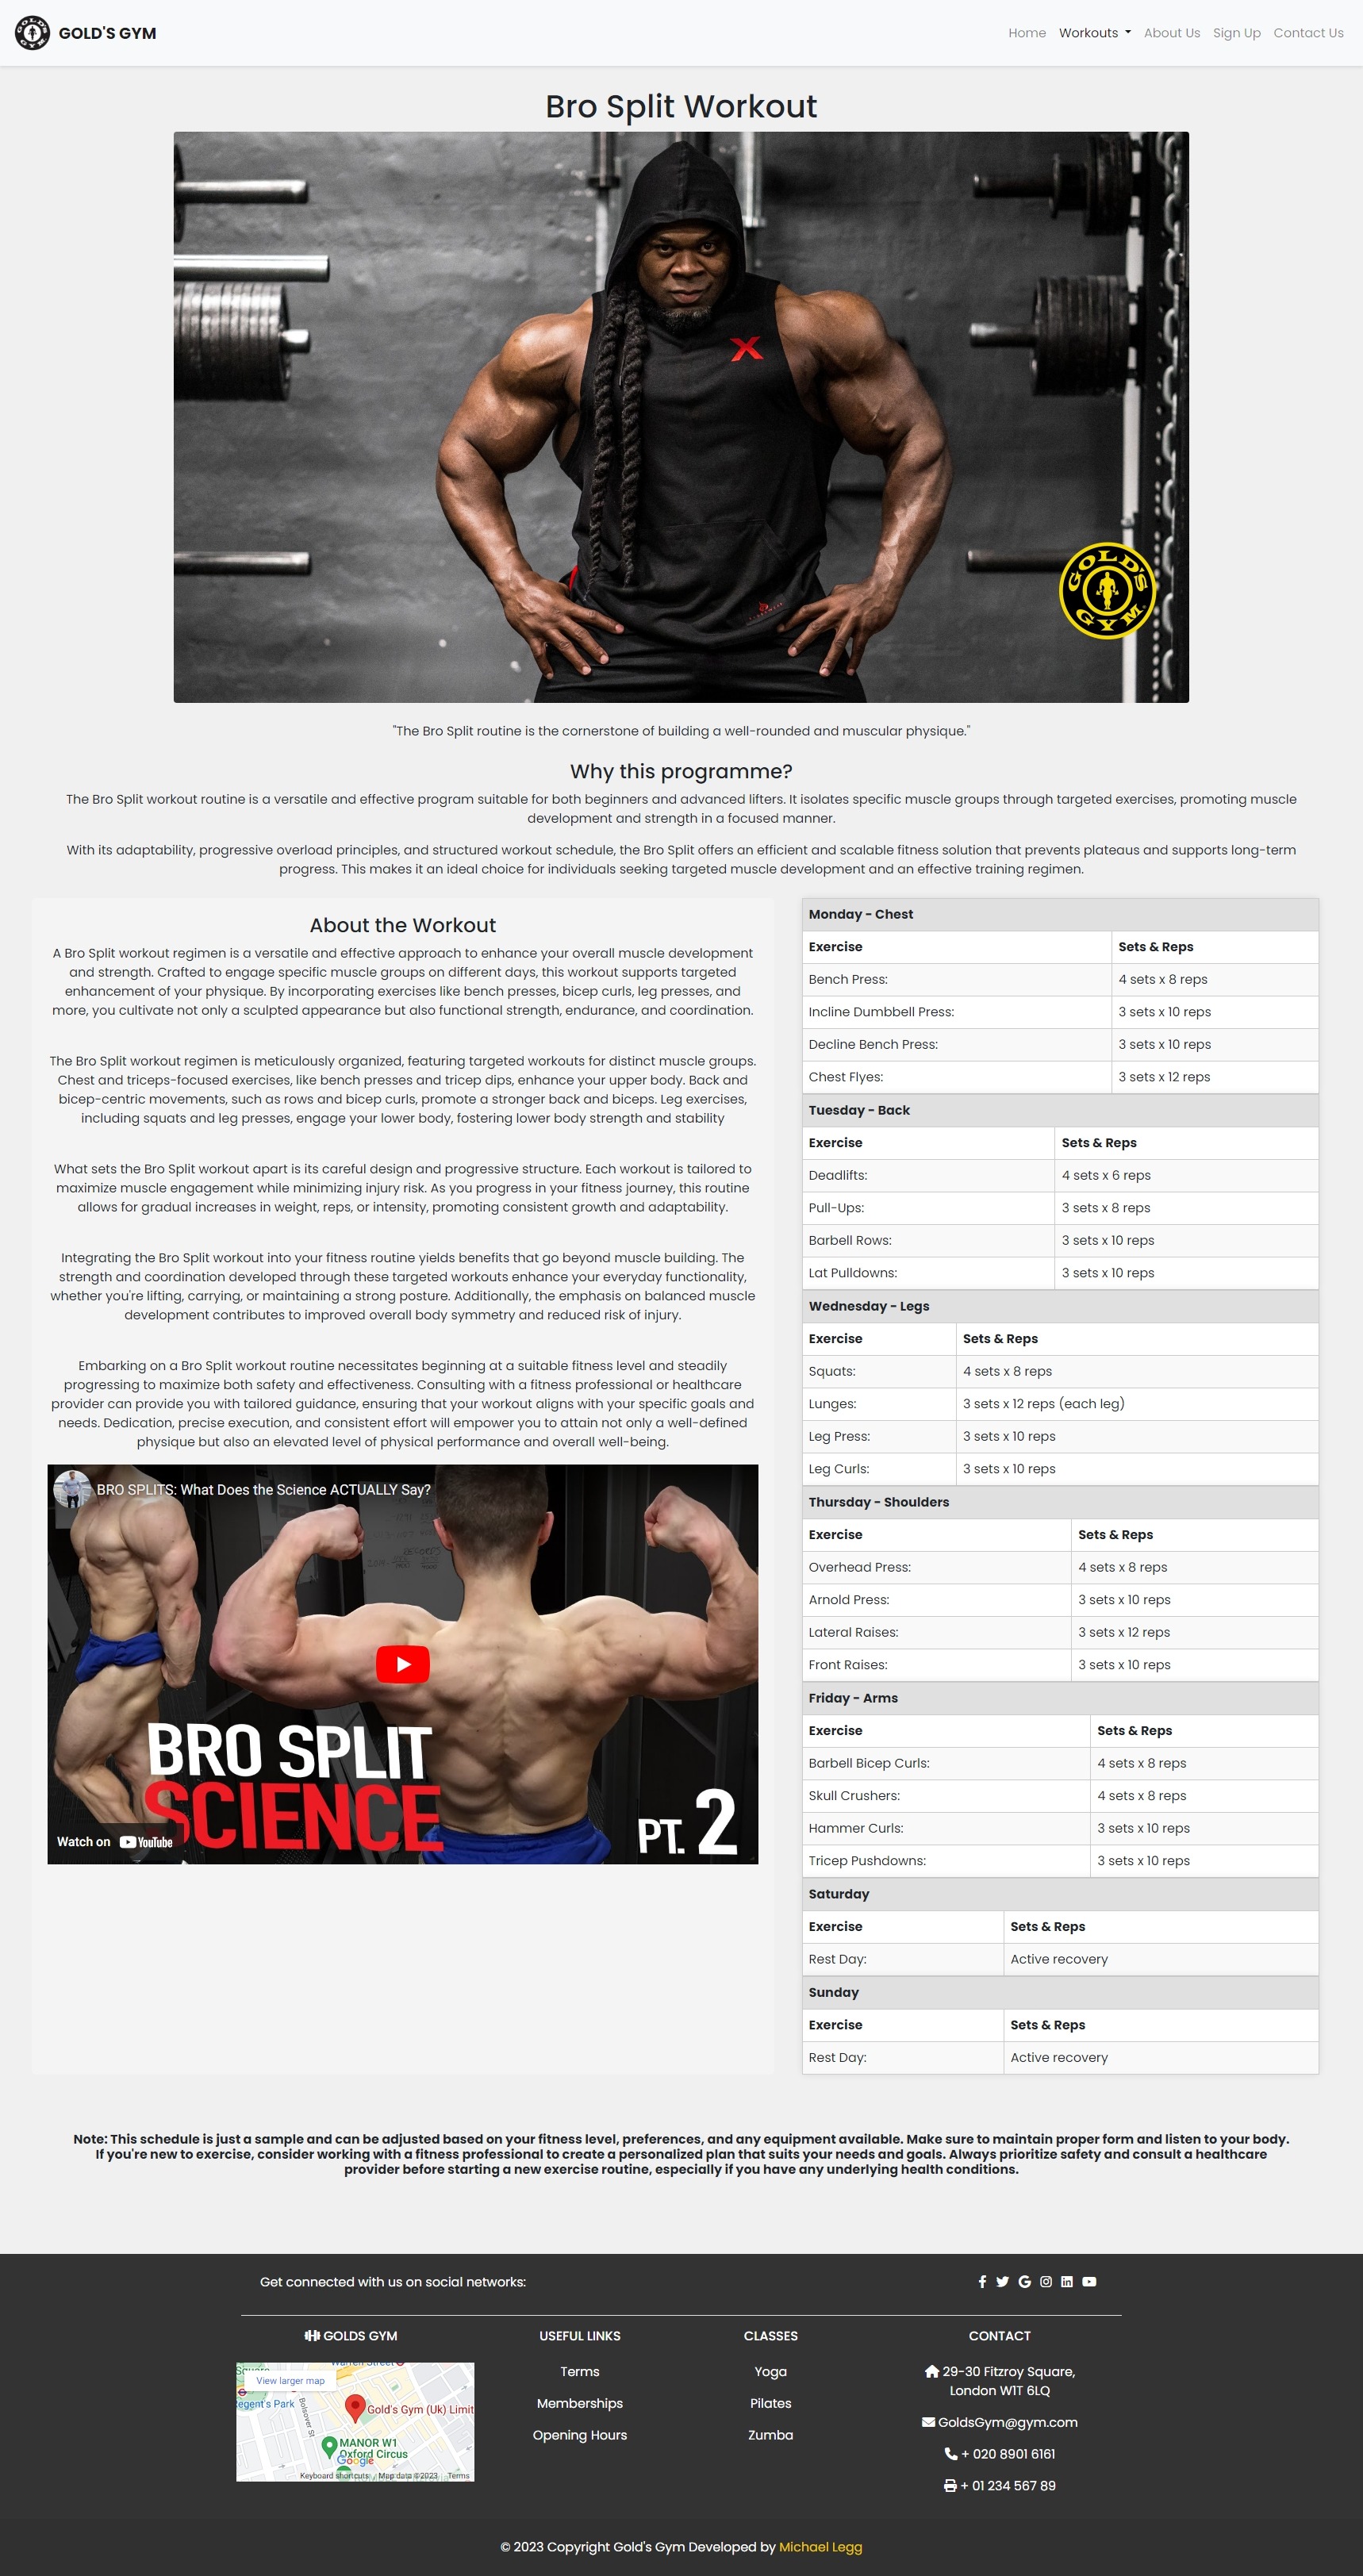 GOLD'S GYM
GOLD'S GYM
Home Workouts About Us Sign Up Contact Us
Bro Split Workout
X
GOLD'S GYM
"The Bro Split routine is the cornerstone of building a well-rounded and muscular physique."
Why this programme?
The Bro Split workout routine is a versatile and effective program suitable for both beginners and advanced lifters. It isolates specific muscle groups through targeted exercises, promoting muscle
development and strength in a focused manner.
With its adaptability, progressive overload principles, and structured workout schedule, the Bro Split offers an efficient and scalable fitness solution that prevents plateaus and supports long-term
progress. This makes it an ideal choice for individuals seeking targeted muscle development and an effective training regimen.
About the Workout
A Bro Split workout regimen is a versatile and effective approach to enhance your overall muscle development
and strength. Crafted to engage specific muscle groups on different days, this workout supports targeted
enhancement of your physique. By incorporating exercises like bench presses, bicep curls, leg presses, and
more, you cultivate not only a sculpted appearance but also functional strength, endurance, and coordination.
The Bro Split workout regimen is meticulously organized, featuring targeted workouts for distinct muscle groups.
Chest and triceps-focused exercises, like bench presses and tricep dips, enhance your upper body. Back and
bicep-centric movements, such as rows and bicep curls, promote a stronger back and biceps. Leg exercises,
including squats and leg presses, engage your lower body, fostering lower body strength and stability
What sets the Bro Split workout apart is its careful design and progressive structure. Each workout is tailored to
maximize muscle engagement while minimizing injury risk. As you progress in your fitness journey, this routine
allows for gradual increases in weight, reps, or intensity, promoting consistent growth and adaptability.
Integrating the Bro Split workout into your fitness routine yields benefits that go beyond muscle building. The
strength and coordination developed through these targeted workouts enhance your everyday functionality,
whether you're lifting, carrying, or maintaining a strong posture. Additionally, the emphasis on balanced muscle
development contributes to improved overall body symmetry and reduced risk of injury.
Embarking on a Bro Split workout routine necessitates beginning at a suitable fitness level and steadily
progressing to maximize both safety and effectiveness. Consulting with a fitness professional or healthcare
provider can provide you with tailored guidance, ensuring that your workout aligns with your specific goals and
needs. Dedication, precise execution, and consistent effort will empower you to attain not only a well-defined
physique but also an elevated level of physical performance and overall well-being.
BRO SPLITS: What Does the Science ACTUALLY Say?
BRO SPLIT
SCIENCE
PT. 2
Watch on YouTube
Monday - Chest
Exercise Sets & Reps
Bench Press: 4 sets x 8 reps
Incline Dumbbell Press: 3 sets x 10 reps
Decline Bench Press: 3 sets x 10 reps
Chest Flyes: 3 sets x 12 reps
Tuesday - Back
Exercise Sets & Reps
Deadlifts: 4 sets x 6 reps
Pull-Ups: 3 sets x 8 reps
Barbell Rows: 3 sets x 10 reps
Lat Pulldowns: 3 sets x 10 reps
Wednesday - Legs
Exercise Sets & Reps
Squats: 4 sets x 8 reps
Lunges: 3 sets x 12 reps (each leg)
Leg Press: 3 sets x 10 reps
Leg Curls: 3 sets x 10 reps
Thursday - Shoulders
Exercise Sets & Reps
Overhead Press: 4 sets x 8 reps
Arnold Press: 3 sets x 10 reps
Lateral Raises: 3 sets x 12 reps
Front Raises: 3 sets x 10 reps
Friday - Arms
Exercise Sets & Reps
Barbell Bicep Curls: 4 sets x 8 reps
Skull Crushers: 4 sets x 8 reps
Hammer Curls: 3 sets x 10 reps
Tricep Pushdowns: 3 sets x 10 reps
Saturday
Exercise Sets & Reps
Rest Day: Active recovery
Sunday
Exercise Sets & Reps
Rest Day: Active recovery
Note: This schedule is just a sample and can be adjusted based on your fitness level, preferences, and any equipment available. Make sure to maintain proper form and listen to your body.
If you're new to exercise, consider working with a fitness professional to create a personalized plan that suits your needs and goals. Always prioritize safety and consult a healthcare
provider before starting a new exercise routine, especially if you have any underlying health conditions.
Get connected with us on social networks:
GOLDS GYM
View larger map
egent's Park
Bolsover St
Gold's Gym (Uk) Limit
MANOR W1
Oxford Circus
Google
Keyboard shortcuts Map data ©2023 Terms
USEFUL LINKS
Terms
Memberships
Opening Hours
CLASSES
Yoga
Pilates
Zumba
CONTACT
29-30 Fitzroy Square,
London W1T 6LQ
GoldsGym@gym.com
+ 020 8901 6161
+ 01 234 567 89
© 2023 Copyright Gold's Gym Developed by Michael Legg